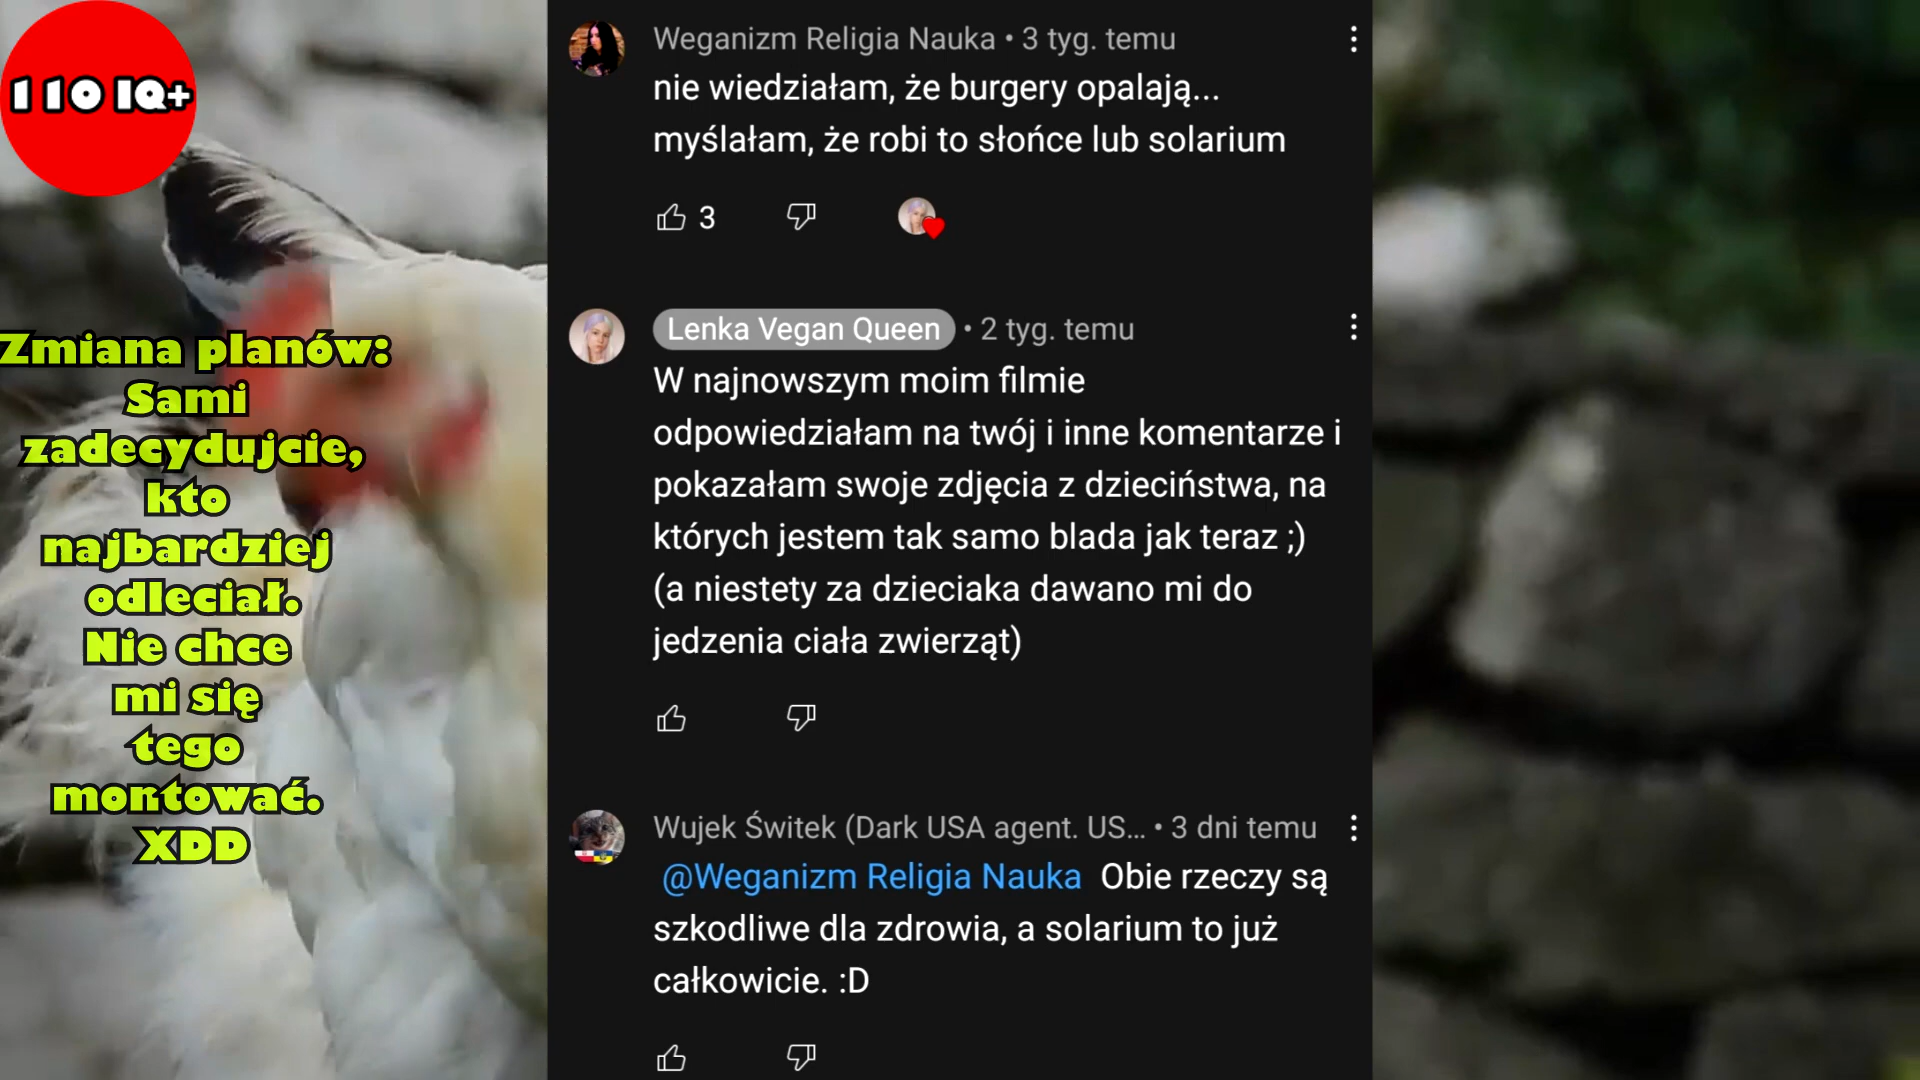 110 IQ+
Zmiana planów:
Sami
zadecydujcie,
kto
najbardziej
odleciał.
Nie chce
mi się
tego
montować.
XDD
Weganizm Religia Nauka • 3 tyg. temu
nie wiedziałam, że burgery opalają...
myślałam, że robi to słońce lub solarium
3
Lenka Vegan Queen • 2 tyg. temu
W najnowszym moim filmie
odpowiedziałam na twój i inne komentarze i
pokazałam swoje zdjęcia z dzieciństwa, na
których jestem tak samo blada jak teraz ;)
(a niestety za dzieciaka dawano mi do
jedzenia ciała zwierząt)
Wujek Świtek (Dark USA agent. US... • 3 dni temu
@Weganizm Religia Nauka Obie rzeczy są
szkodliwe dla zdrowia, a solarium to już
całkowicie. :D